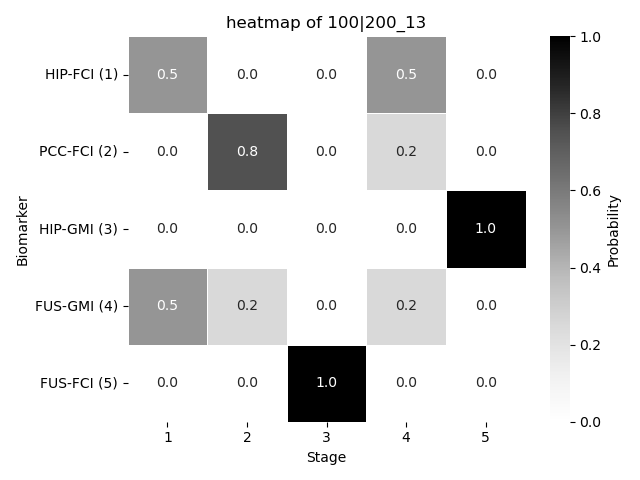 heatmap of 100|200_13
HIP-FCI (1)
0.5 0.0 0.0 0.5 0.0
PCC-FCI (2)
0.0 0.8 0.0 0.2 0.0
HIP-GMI (3)
0.0 0.0 0.0 0.0 1.0
FUS-GMI (4)
0.5 0.2 0.0 0.2 0.0
FUS-FCI (5)
0.0 0.0 1.0 0.0 0.0
Biomarker
1 2 3 4 5
Stage
1.0
0.8
0.6
0.4
0.2
0.0
Probability